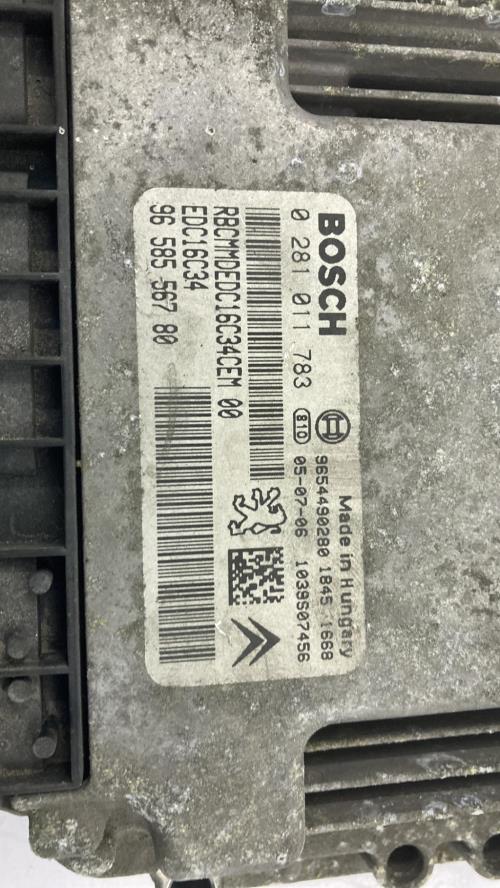 BOSCH
Made in Hungary
9654490280 1845 1668
0 281 011 783 81D 05-07-06 1039S07456
RBCMMDEDC16C34CEM 00
EDC16C34
96 585 567 80